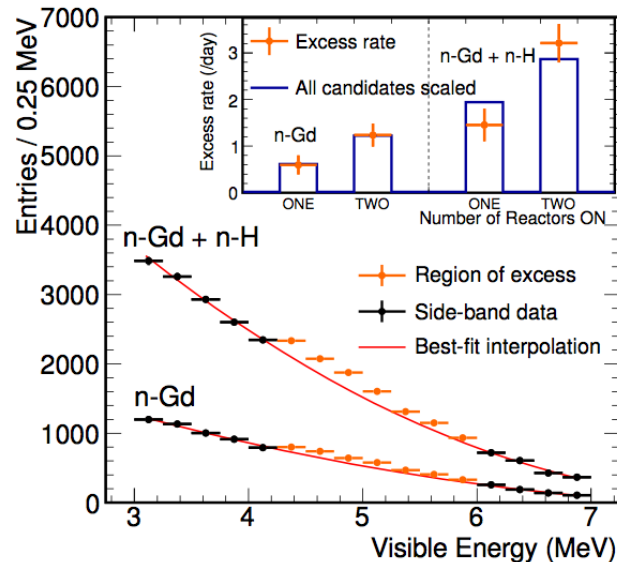 7000
6000
5000
4000
3000
2000
1000
0
Entries / 0.25 MeV
3
2
1
0
Excess rate (/day)
Excess rate
All candidates scaled
n-Gd
n-Gd + n-H
ONE
TWO
ONE
TWO
Number of Reactors ON
n-Gd + n-H
n-Gd
Region of excess
Side-band data
Best-fit interpolation
3
4
5
6
7
Visible Energy (MeV)